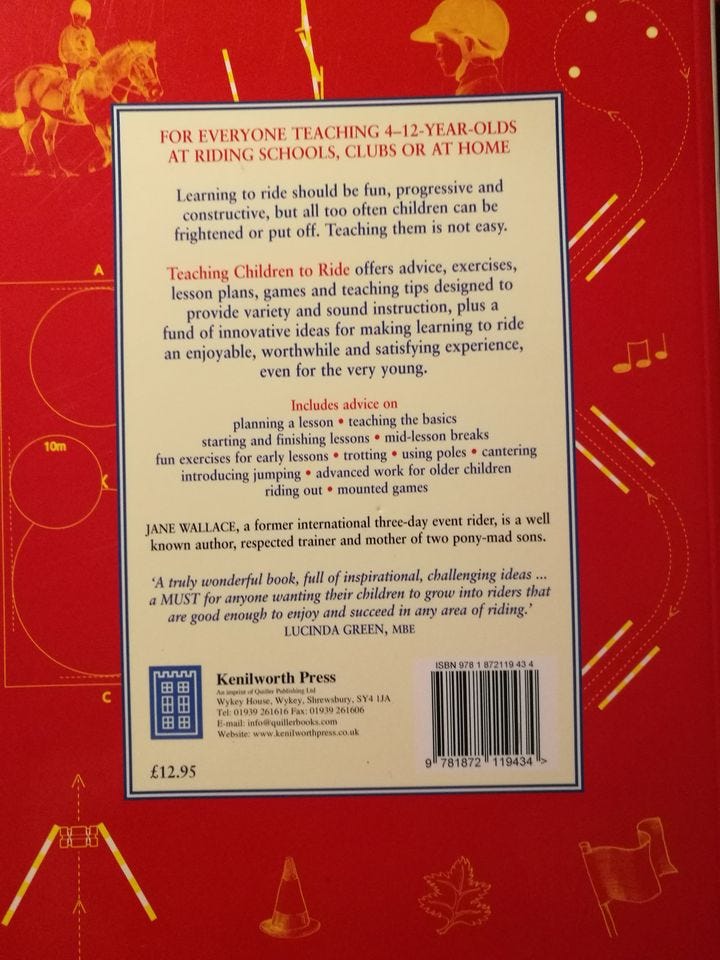 FOR EVERYONE TEACHING 4–12-YEAR-OLDS
AT RIDING SCHOOLS, CLUBS OR AT HOME
Learning to ride should be fun, progressive and
constructive, but all too often children can be
frightened or put off. Teaching them is not easy.
A
Teaching Children to Ride offers advice, exercises,
lesson plans, games and teaching tips designed to
provide variety and sound instruction, plus a
fund of innovative ideas for making learning to ride
an enjoyable, worthwhile and satisfying experience,
even for the very young.
Includes advice on
planning a lesson • teaching the basics
starting and finishing lessons • mid-lesson breaks
10m
fun exercises for early lessons • trotting • using poles • cantering
introducing jumping • advanced work for older children
X
riding out • mounted games
JANE WALLACE, a former international three-day event rider, is a well
known author, respected trainer and mother of two pony-mad sons.
‘A truly wonderful book, full of inspirational, challenging ideas ...
a MUST for anyone wanting their children to grow into riders that
are good enough to enjoy and succeed in any area of riding.’
LUCINDA GREEN, MBE
C
Kenilworth Press
An imprint of Quiller Publishing Ltd
Wykey House, Wykey, Shrewsbury, SY4 1JA
Tel: 01939 261616 Fax: 01939 261606
E-mail: info@quillerbooks.com
Website: www.kenilworthpress.co.uk
£12.95
ISBN 978 1 872119 43 4
9 781872 119434 >